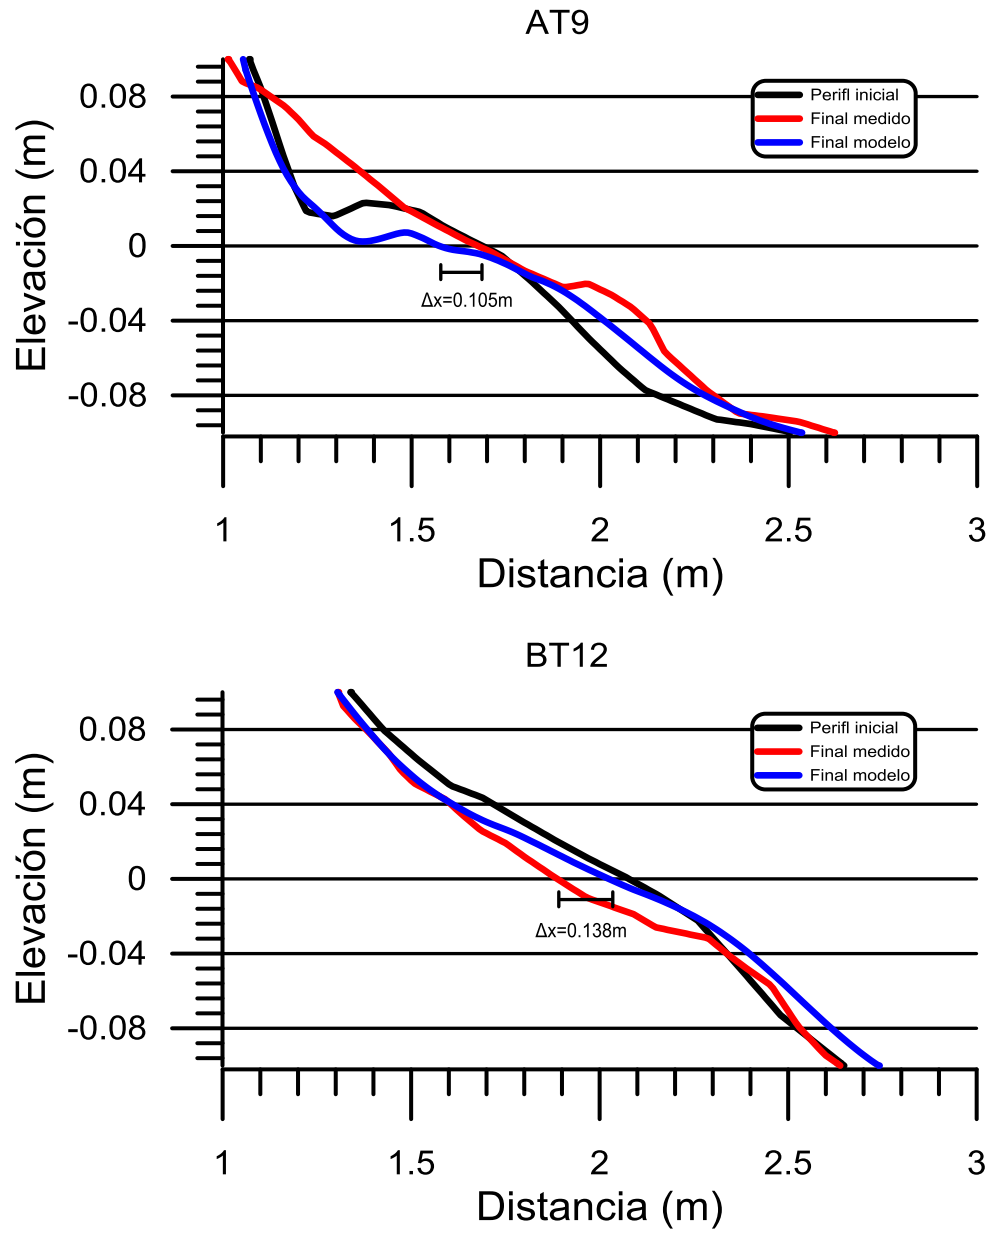 AT9
Elevación (m)
0.08
0.04
0
-0.04
-0.08
Perifl inicial
Final medido
Final modelo
Δx=0.105m
1 1.5 2 2.5 3
Distancia (m)
BT12
Elevación (m)
0.08
0.04
0
-0.04
-0.08
Perifl inicial
Final medido
Final modelo
Δx=0.138m
1 1.5 2 2.5 3
Distancia (m)